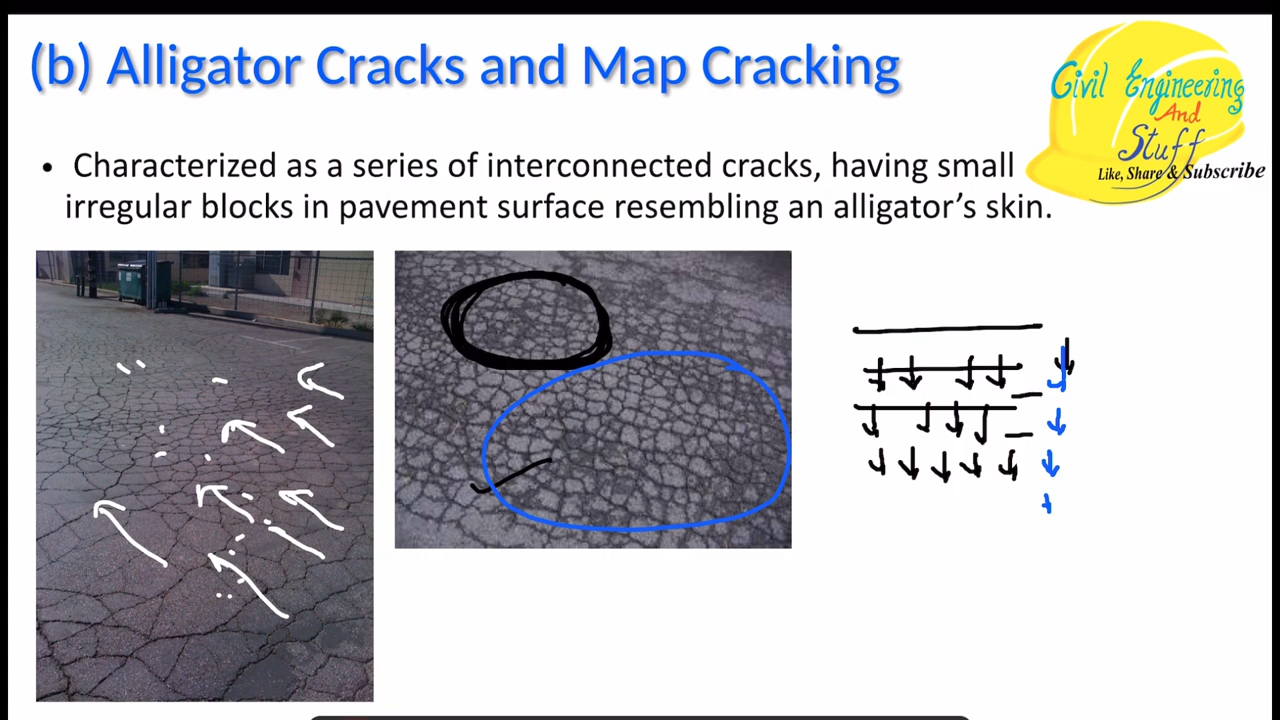 (b) Alligator Cracks and Map Cracking
Civil Engineering
And
Stuff
Like, Share & Subscribe
• Characterized as a series of interconnected cracks, having small
irregular blocks in pavement surface resembling an alligator’s skin.